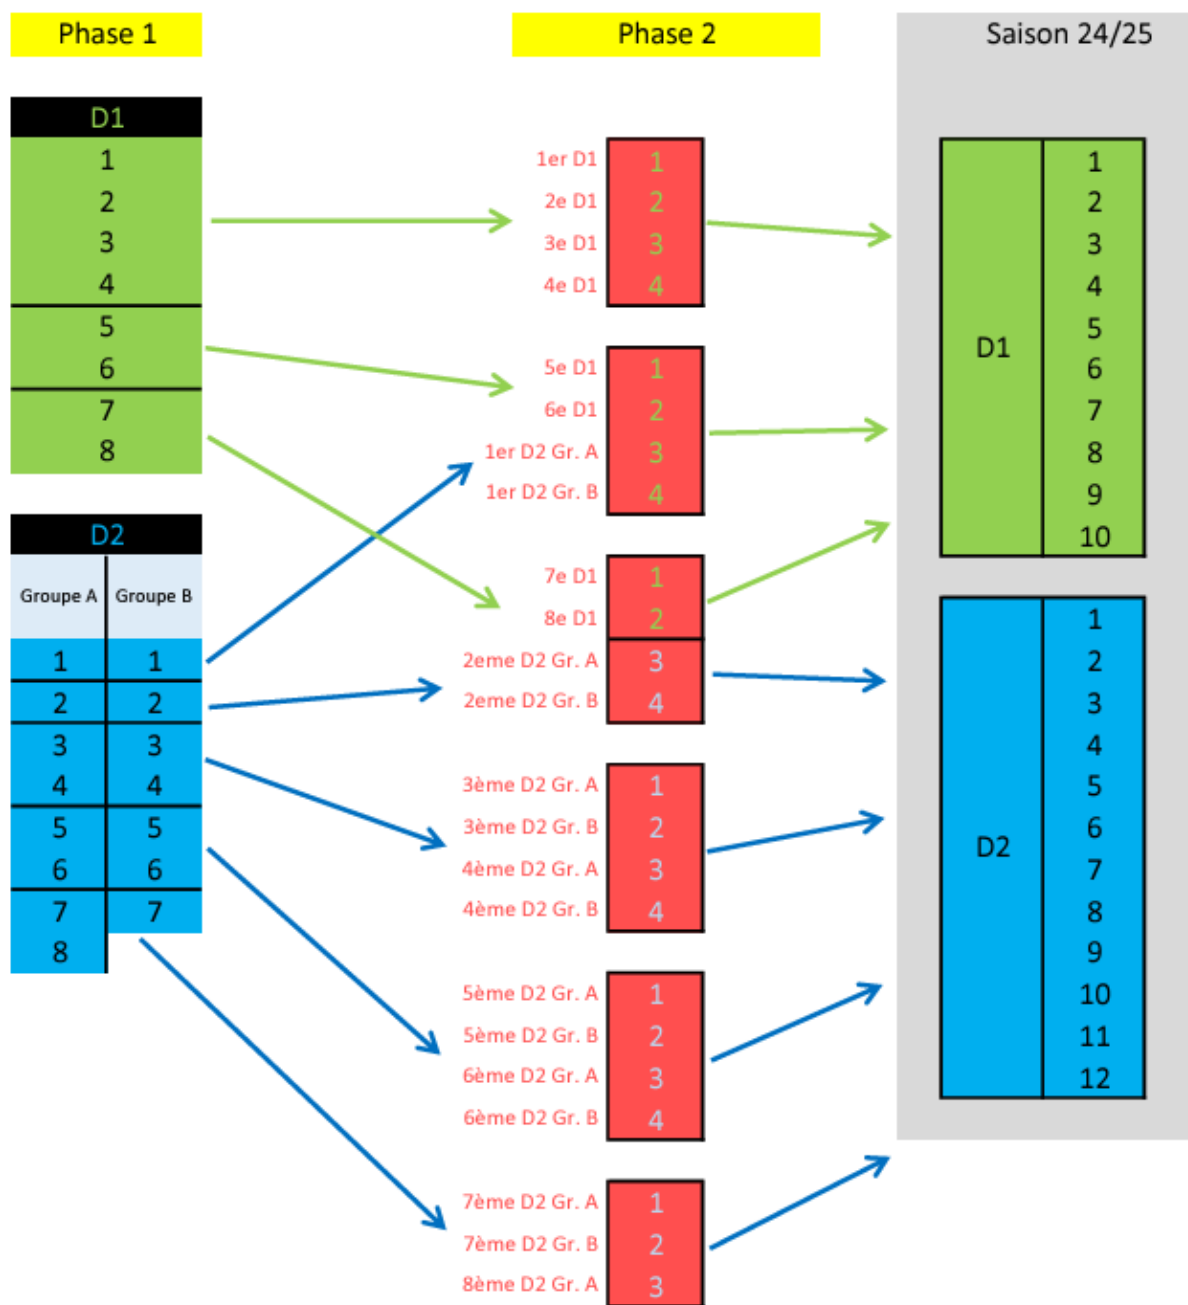 Phase 1
Phase 2
Saison 24/25
D1
1
2
3
4
5
6
7
8
D2
Groupe A Groupe B
1 1
2 2
3 3
4 4
5 5
6 6
7 7
8
1er D1 1
2e D1 2
3e D1 3
4e D1 4
5e D1 1
6e D1 2
1er D2 Gr. A 3
1er D2 Gr. B 4
7e D1 1
8e D1 2
2eme D2 Gr. A 3
2eme D2 Gr. B 4
3ème D2 Gr. A 1
3ème D2 Gr. B 2
4ème D2 Gr. A 3
4ème D2 Gr. B 4
5ème D2 Gr. A 1
5ème D2 Gr. B 2
6ème D2 Gr. A 3
6ème D2 Gr. B 4
7ème D2 Gr. A 1
7ème D2 Gr. B 2
8ème D2 Gr. A 3
D1
1
2
3
4
5
6
7
8
9
10
D2
1
2
3
4
5
6
7
8
9
10
11
12